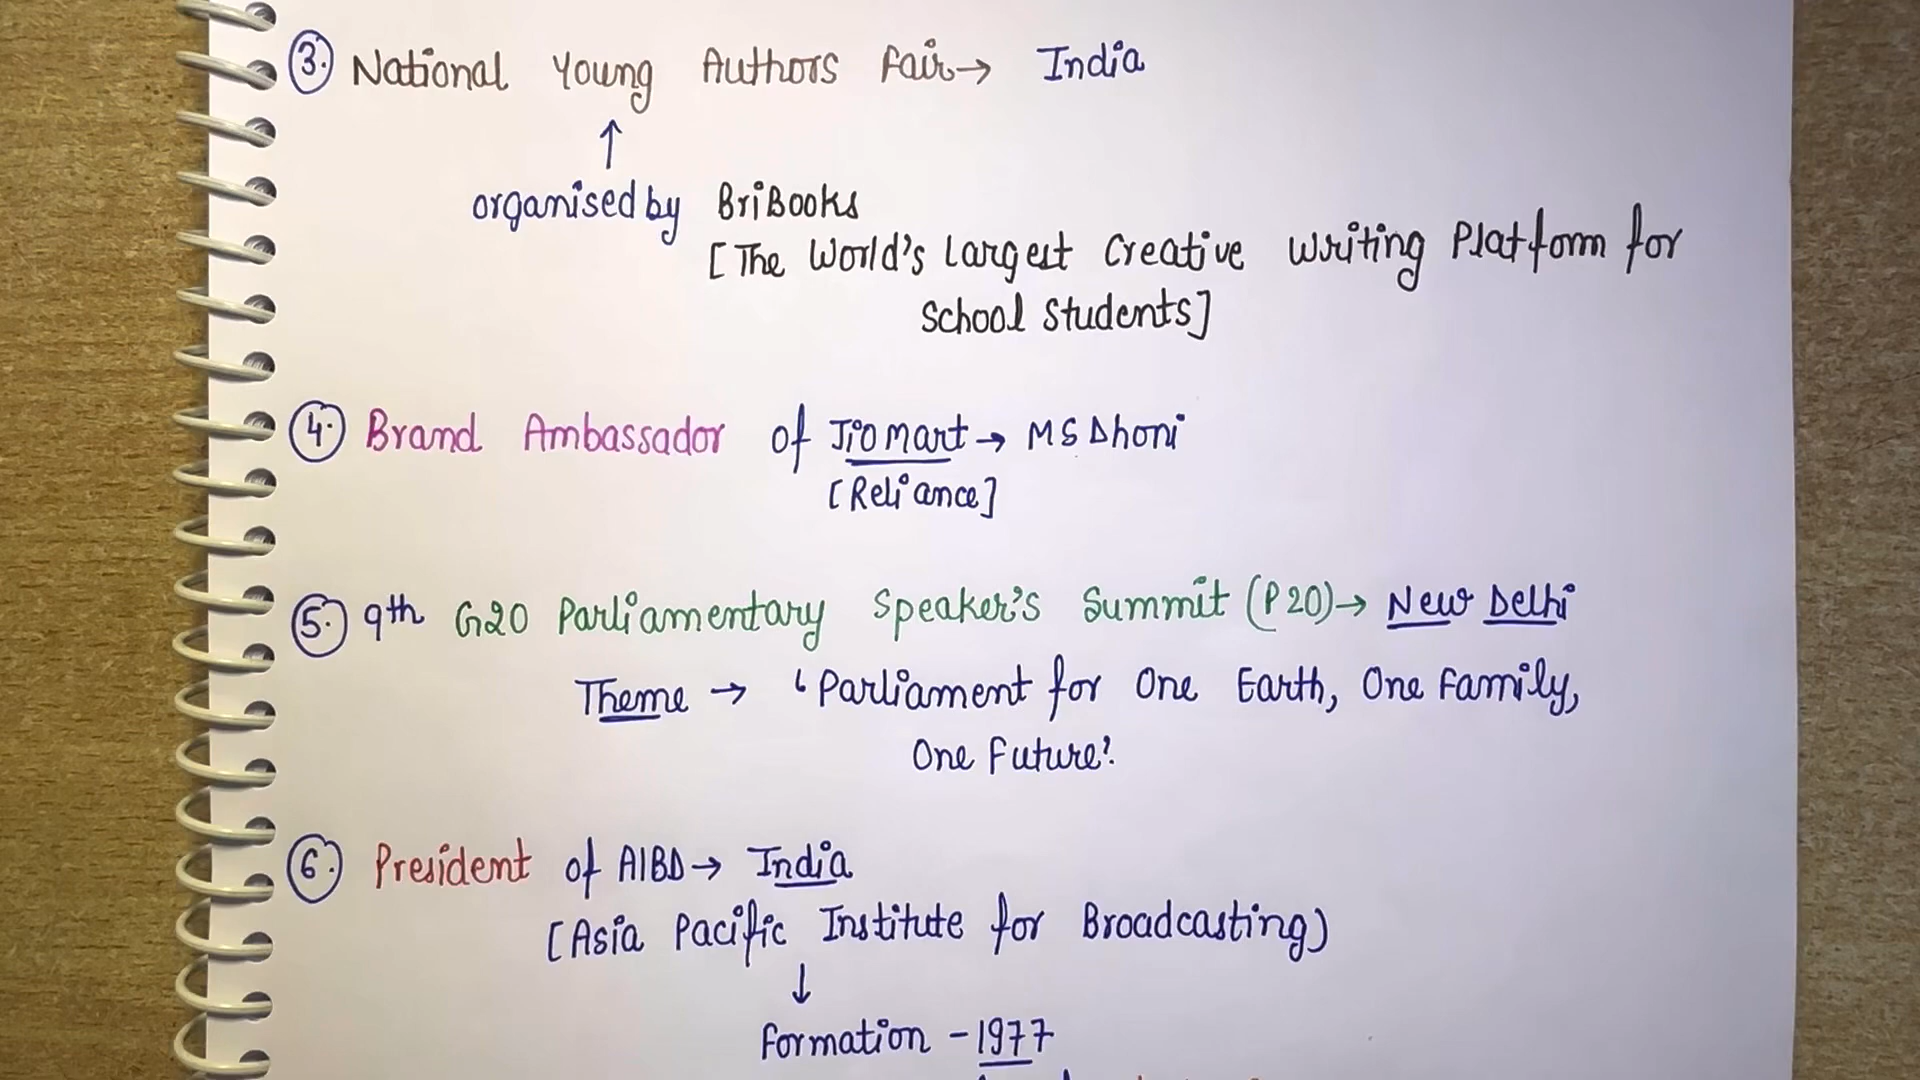 3. National Young Authors Fair → India
↑
organised by BriBooks
[The World's Largest Creative Writing Platform for
School Students]
4. Brand Ambassador of Jiomart → MS Dhoni
[Reliance]
5. 9th G20 Parliamentary Speaker's Summit (P20) → New Delhi
Theme → 'Parliament for One Earth, One Family,
One Future'.
6. President of AIBD → India
[Asia Pacific Institute for Broadcasting)
↓
Formation - 1977